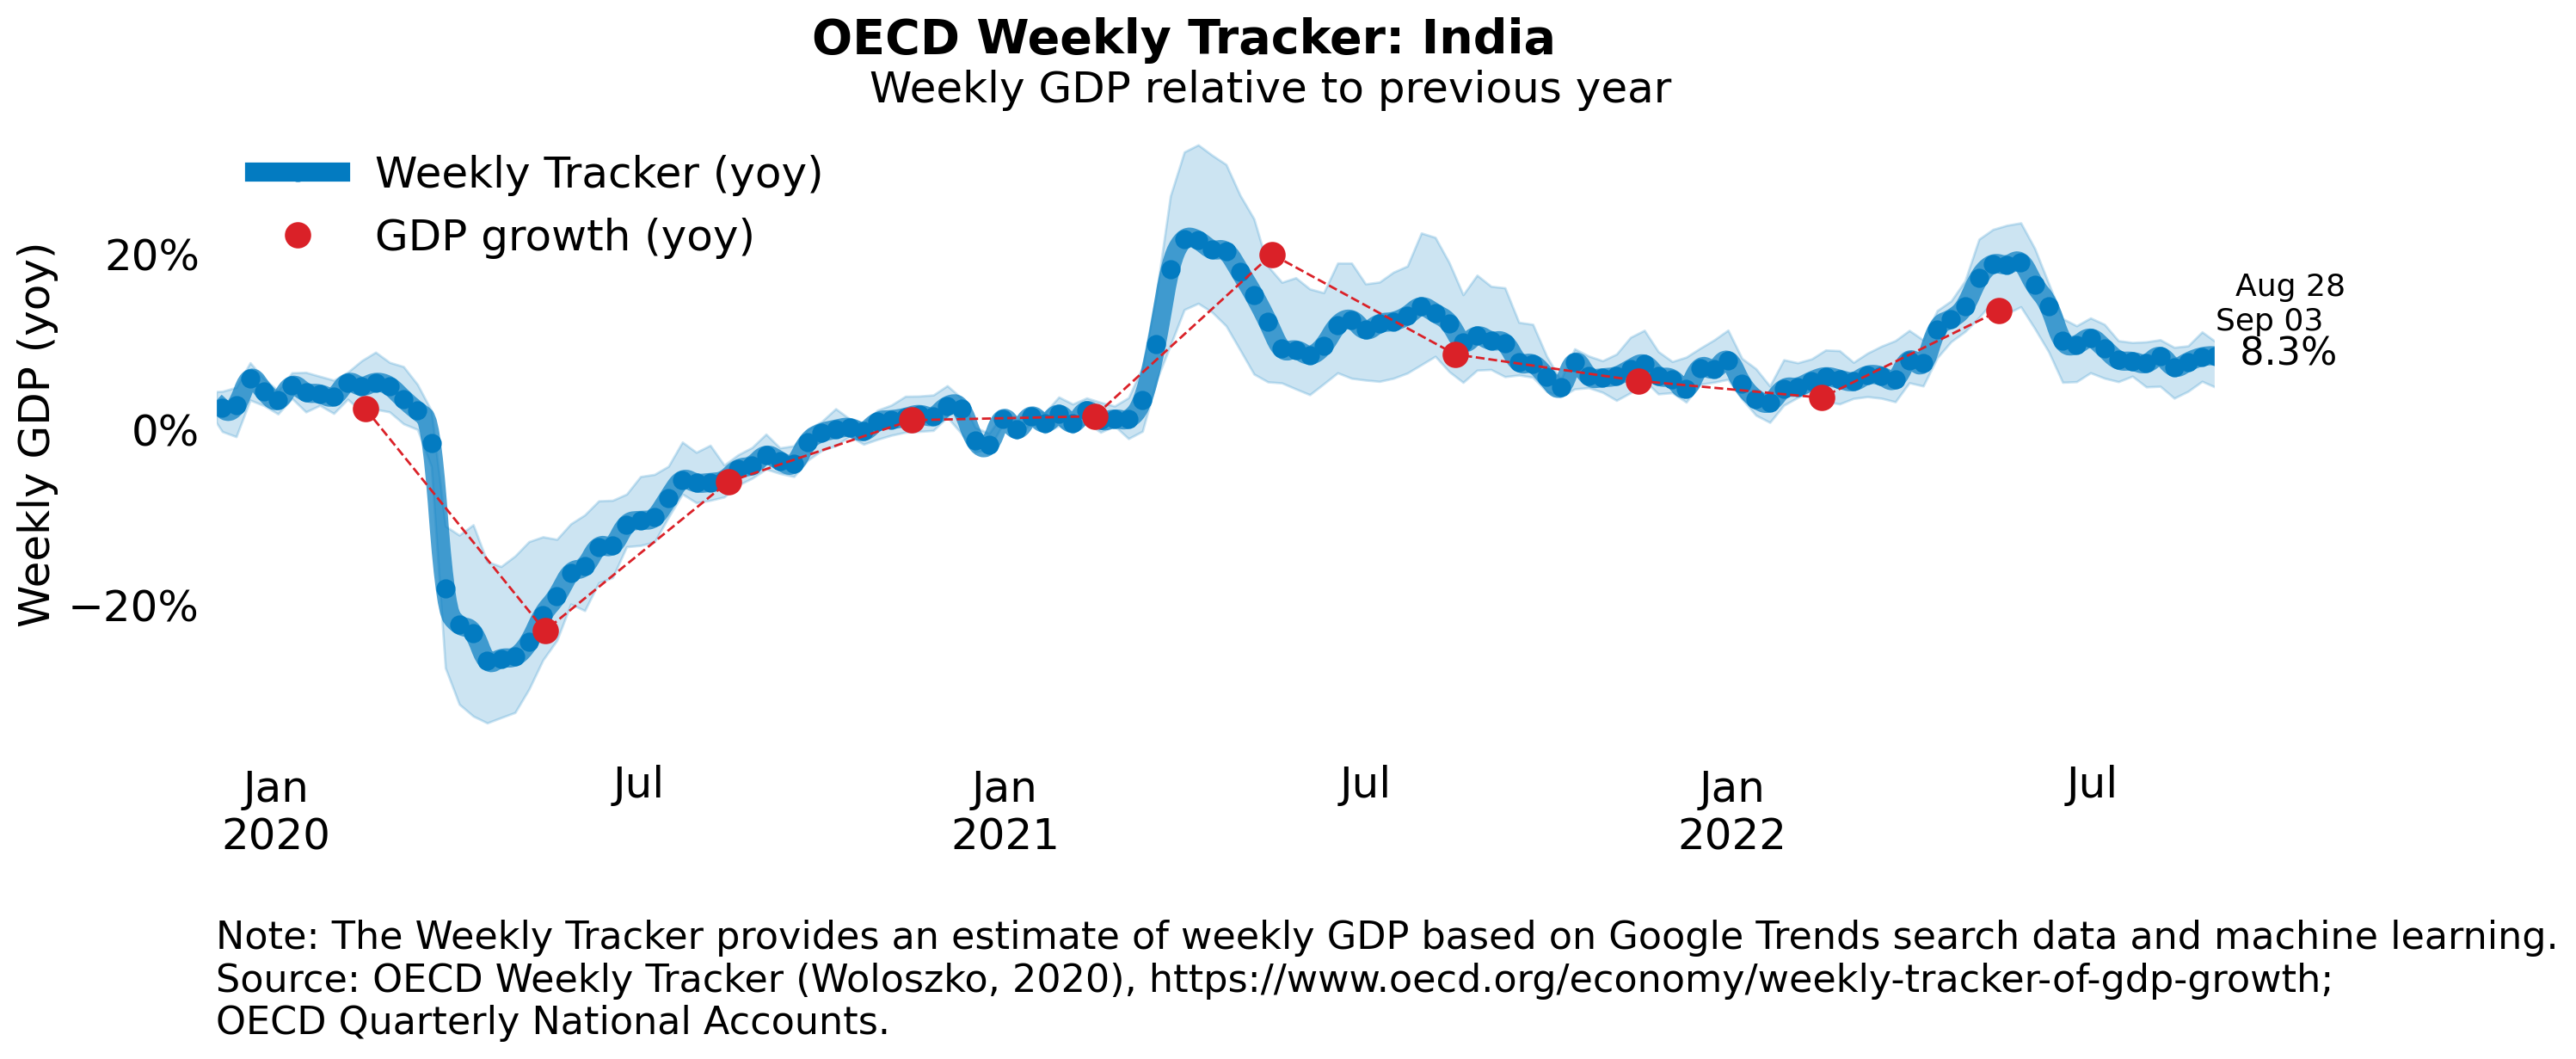 OECD Weekly Tracker: India
Weekly GDP relative to previous year
Weekly Tracker (yoy)
GDP growth (yoy)
Weekly GDP (yoy)
20%
0%
−20%
Aug 28
Sep 03
8.3%
Jan
2020
Jul
Jan
2021
Jul
Jan
2022
Jul
Note: The Weekly Tracker provides an estimate of weekly GDP based on Google Trends search data and machine learning.
Source: OECD Weekly Tracker (Woloszko, 2020), https://www.oecd.org/economy/weekly-tracker-of-gdp-growth;
OECD Quarterly National Accounts.